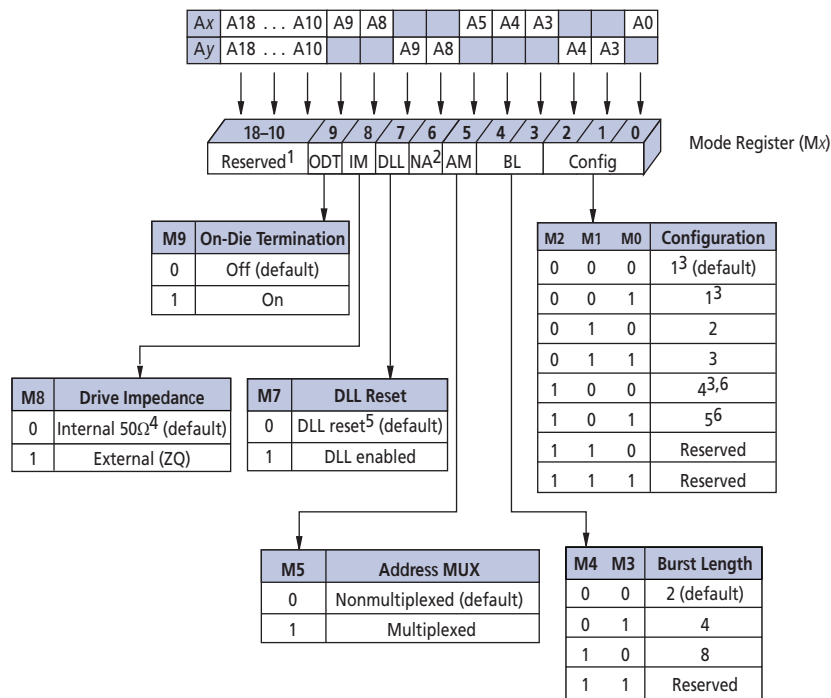 Ax A18 . . . A10 A9 A8 A5 A4 A3 A0
Ay A18 . . . A10 A9 A8 A4 A3
18–10 9 8 7 6 5 4 3 2 1 0
Mode Register (Mx)
Reserved1 ODT IM DLL NA2 AM BL Config
M9 On-Die Termination
0 Off (default)
1 On
M2 M1 M0 Configuration
0 0 0 13 (default)
0 0 1 13
0 1 0 2
0 1 1 3
1 0 0 43,6
1 0 1 56
1 1 0 Reserved
1 1 1 Reserved
M8 Drive Impedance
0 Internal 50Ω4 (default)
1 External (ZQ)
M7 DLL Reset
0 DLL reset5 (default)
1 DLL enabled
M5 Address MUX
0 Nonmultiplexed (default)
1 Multiplexed
M4 M3 Burst Length
0 0 2 (default)
0 1 4
1 0 8
1 1 Reserved